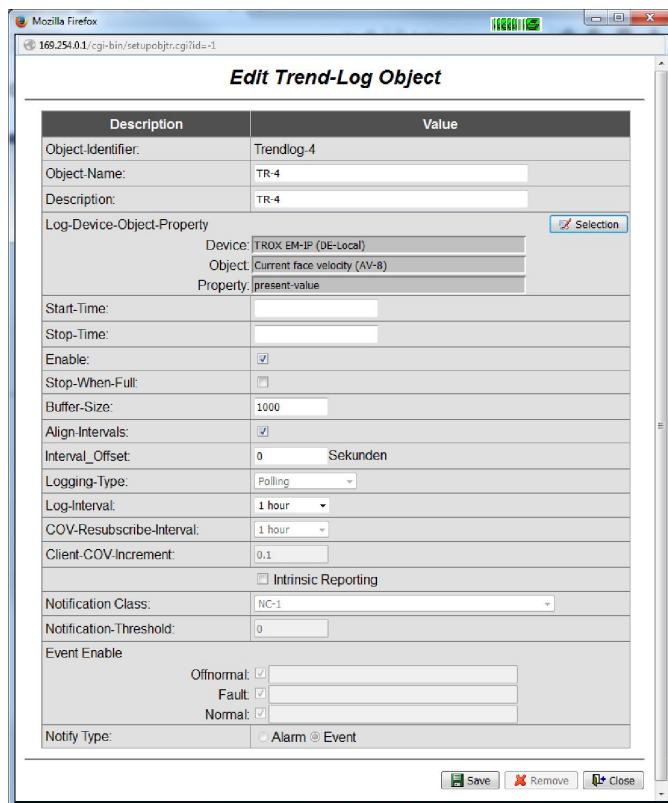 Mozilla Firefox
169.254.0.1/cgi-bin/setupobjtr.cgi?id=-1
Edit Trend-Log Object
Description Value
Object-Identifier: Trendlog-4
Object-Name: TR-4
Description: TR-4
Log-Device-Object-Property Selection
Device: TROX EM-IP (DE-Local)
Object: Current face velocity (AV-8)
Property: present-value
Start-Time:
Stop-Time:
Enable:
Stop-When-Full:
Buffer-Size: 1000
Align-Intervals:
Interval_Offset: 0 Sekunden
Logging-Type: Polling
Log-Interval: 1 hour
COV-Resubscribe-Interval: 1 hour
Client-COV-Increment: 0.1
Intrinsic Reporting
Notification Class: NC-1
Notification-Threshold: 0
Event Enable
Offnormal:
Fault:
Normal:
Notify Type: Alarm Event
Save Remove Close